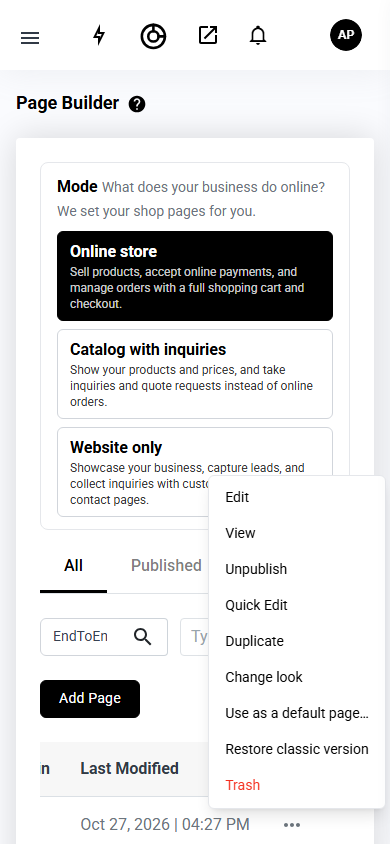 AP
Page Builder ?
Mode What does your business do online?
We set your shop pages for you.
Online store
Sell products, accept online payments, and
manage orders with a full shopping cart and
checkout.
Catalog with inquiries
Show your products and prices, and take
inquiries and quote requests instead of online
orders.
Website only
Showcase your business, capture leads, and
collect inquiries with
contact pages.
Edit
View
Unpublish
Quick Edit
Duplicate
Change look
Use as a default page…
Restore classic version
Trash
All Published
EndToEn
Add Page
Last Modified
Oct 27, 2026 | 04:27 PM